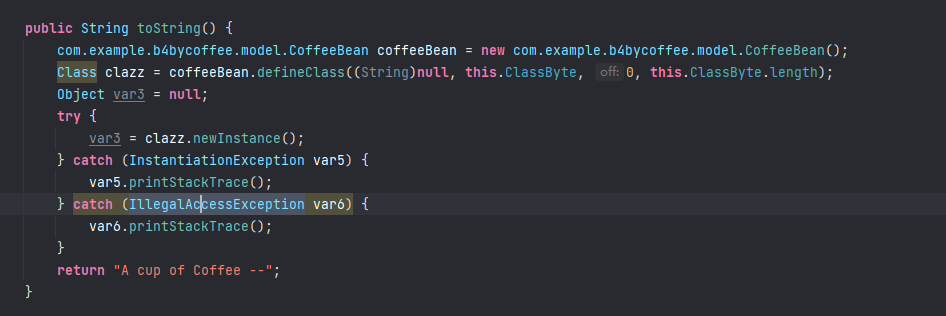 public String toString() {
    com.example.b4bycoffee.model.CoffeeBean coffeeBean = new com.example.b4bycoffee.model.CoffeeBean();
    Class clazz = coffeeBean.defineClass((String)null, this.ClassByte, off: 0, this.ClassByte.length);
    Object var3 = null;
    try {
        var3 = clazz.newInstance();
    } catch (InstantiationException var5) {
        var5.printStackTrace();
    } catch (IllegalAccessException var6) {
        var6.printStackTrace();
    }
    return "A cup of Coffee --";
}